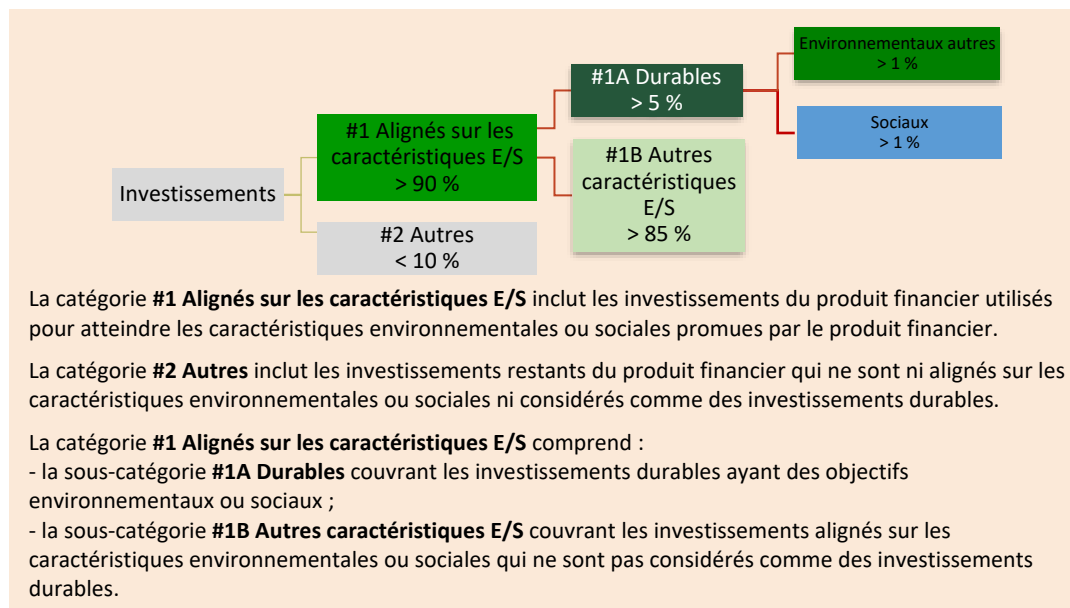 Environnementaux autres
> 1 %
#1A Durables
> 5 %
Sociaux
> 1 %
#1 Alignés sur les
caractéristiques E/S
> 90 %
#1B Autres
caractéristiques
E/S
> 85 %
Investissements
#2 Autres
< 10 %
La catégorie #1 Alignés sur les caractéristiques E/S inclut les investissements du produit financier utilisés
pour atteindre les caractéristiques environnementales ou sociales promues par le produit financier.
La catégorie #2 Autres inclut les investissements restants du produit financier qui ne sont ni alignés sur les
caractéristiques environnementales ou sociales ni considérés comme des investissements durables.
La catégorie #1 Alignés sur les caractéristiques E/S comprend :
- la sous-catégorie #1A Durables couvrant les investissements durables ayant des objectifs
environnementaux ou sociaux ;
- la sous-catégorie #1B Autres caractéristiques E/S couvrant les investissements alignés sur les
caractéristiques environnementales ou sociales qui ne sont pas considérés comme des investissements
durables.